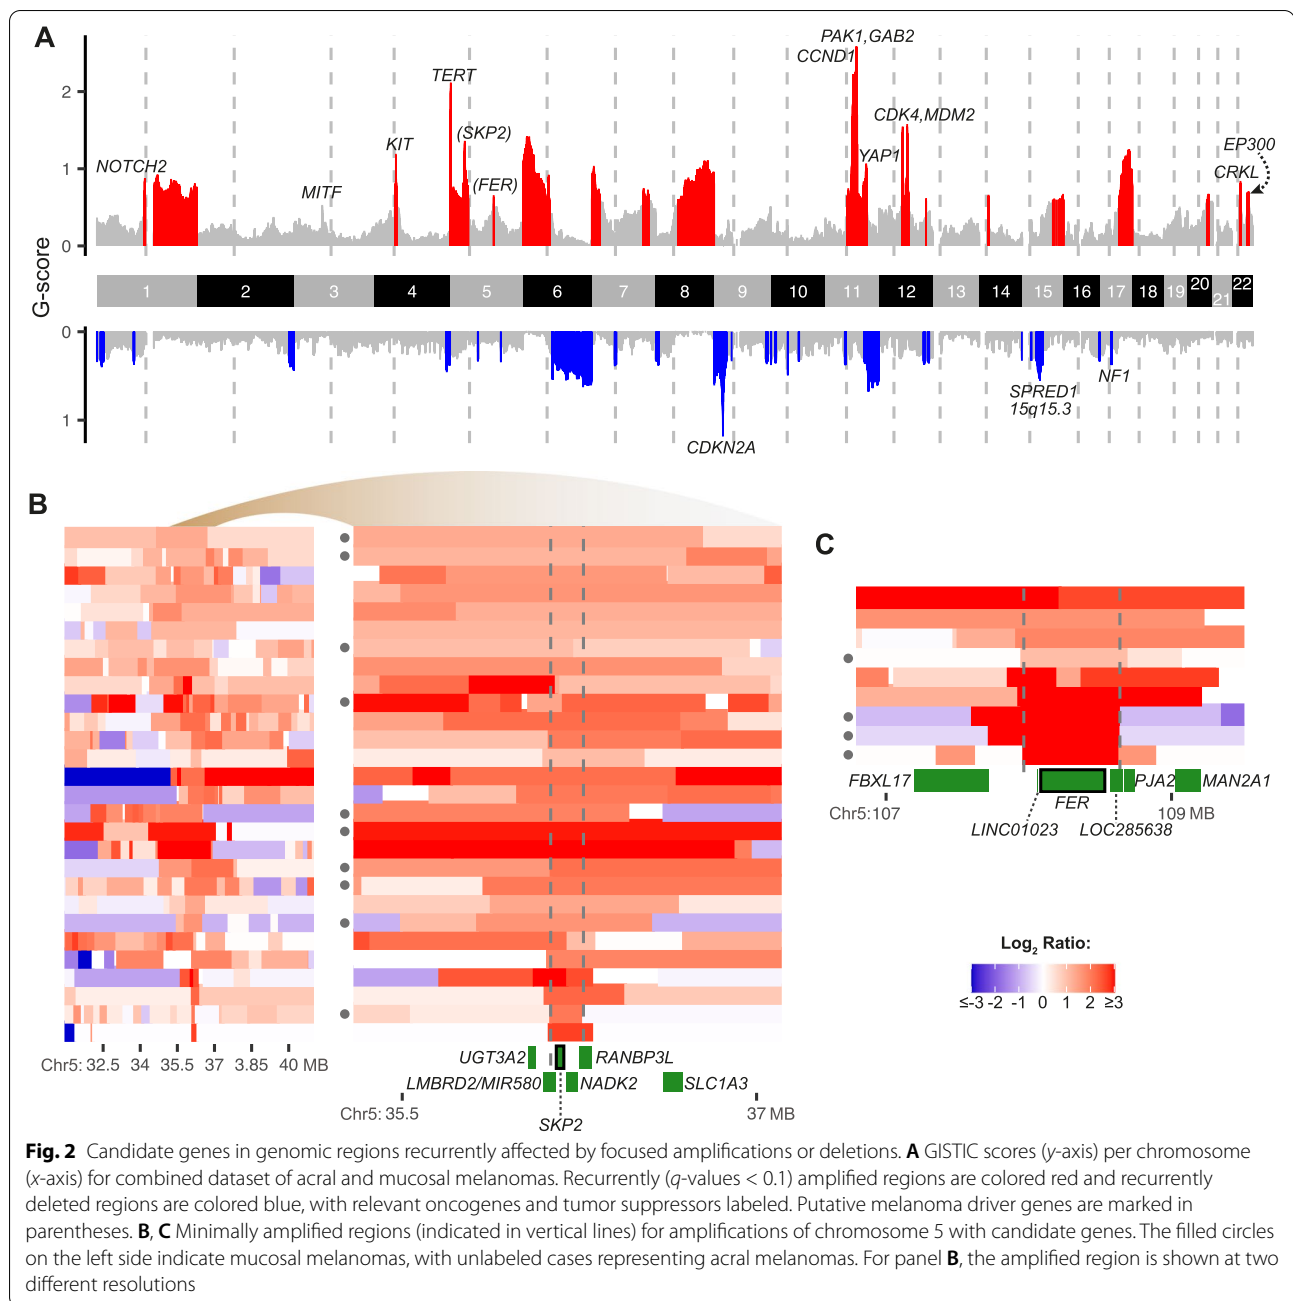 A
PAK1,GAB2
CCND1
TERT
CDK4,MDM2
(SKP2)
KIT
EP300
NOTCH2
YAP1
CRKL
MITF
(FER)
2
1
0
G-score
1 2 3 4 5 6 7 8 9 10 11 12 13 14 15 16 17 18 19 20 21 22
0
1
SPRED1
15q15.3
NF1
CDKN2A
B
C
FBXL17
PJA2
MAN2A1
FER
Chr5:107
109 MB
LINC01023
LOC285638
Log2 Ratio:
≤-3 -2 -1 0 1 2 ≥3
Chr5: 32.5 34 35.5 37 3.85 40 MB
UGT3A2
RANBP3L
LMBRD2/MIR580
NADK2
SLC1A3
Chr5: 35.5
37 MB
SKP2
Fig. 2 Candidate genes in genomic regions recurrently affected by focused amplifications or deletions. A GISTIC scores (y-axis) per chromosome
(x-axis) for combined dataset of acral and mucosal melanomas. Recurrently (q-values < 0.1) amplified regions are colored red and recurrently
deleted regions are colored blue, with relevant oncogenes and tumor suppressors labeled. Putative melanoma driver genes are marked in
parentheses. B, C Minimally amplified regions (indicated in vertical lines) for amplifications of chromosome 5 with candidate genes. The filled circles
on the left side indicate mucosal melanomas, with unlabeled cases representing acral melanomas. For panel B, the amplified region is shown at two
different resolutions